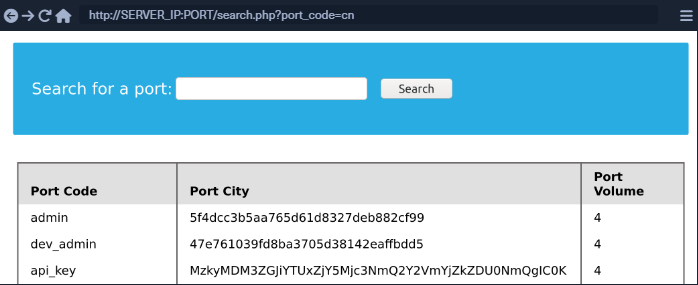 http://SERVER_IP:PORT/search.php?port_code=cn
Search for a port: Search
Port Code Port City Port Volume
admin 5f4dcc3b5aa765d61d8327deb882cf99 4
dev_admin 47e761039fd8ba3705d38142eaffbdd5 4
api_key MzkyMDM3ZGJiYTUxZjY5Mjc3NmQ2Y2VmYjZkZDU0NmQgIC0K 4